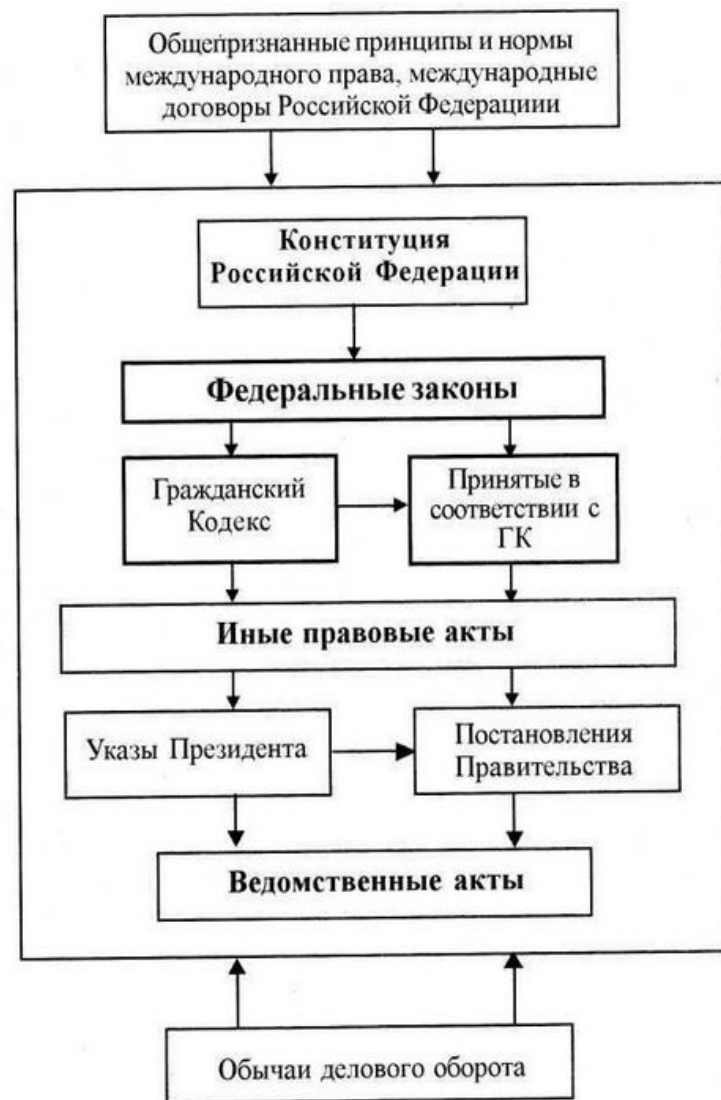 Общепризнанные принципы и нормы
международного права, международные
договоры Российской Федерациии
Конституция
Российской Федерации
Федеральные законы
Гражданский
Кодекс
Принятые в
соответствии с
ГК
Иные правовые акты
Указы Президента
Постановления
Правительства
Ведомственные акты
Обычаи делового оборота